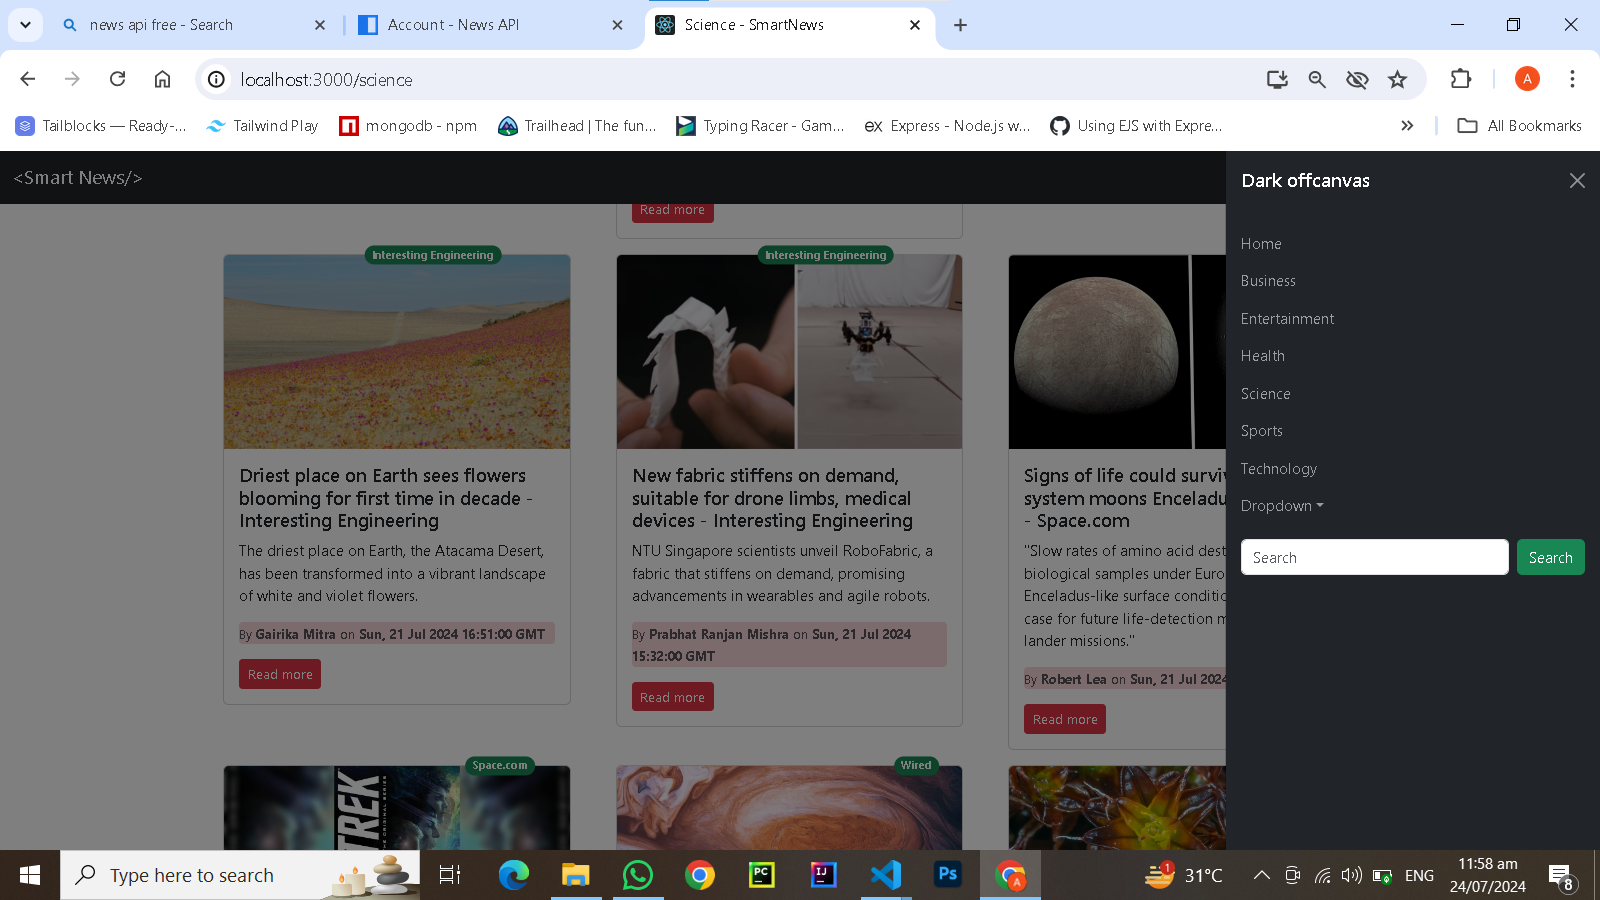 news api free - Search
Account - News API
Science - SmartNews
localhost:3000/science
A
Tailblocks — Ready-...
Tailwind Play
mongodb - npm
Trailhead | The fun...
Typing Racer - Gam...
ex Express - Node.js w...
Using EJS with Expre...
All Bookmarks
<Smart News/>
Dark offcanvas
Home
Business
Entertainment
Health
Science
Sports
Technology
Dropdown
Search
Search
Read more
Interesting Engineering
Driest place on Earth sees flowers
blooming for first time in decade -
Interesting Engineering
The driest place on Earth, the Atacama Desert,
has been transformed into a vibrant landscape
of white and violet flowers.
By Gairika Mitra on Sun, 21 Jul 2024 16:51:00 GMT
Read more
Interesting Engineering
New fabric stiffens on demand,
suitable for drone limbs, medical
devices - Interesting Engineering
NTU Singapore scientists unveil RoboFabric, a
fabric that stiffens on demand, promising
advancements in wearables and agile robots.
By Prabhat Ranjan Mishra on Sun, 21 Jul 2024
15:32:00 GMT
Read more
Signs of life could surviv
system moons Enceladu
- Space.com
"Slow rates of amino acid dest
biological samples under Euro
Enceladus-like surface conditio
case for future life-detection m
lander missions."
By Robert Lea on Sun, 21 Jul 2024
Read more
Space.com
TREK
THE ORIGINAL SERIES
Wired
Type here to search
PC
IJ
Ps
A
1
31°C
ENG
11:58 am
24/07/2024
8